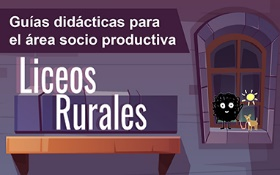 Guías didácticas para
el área socio productiva
Liceos
Rurales